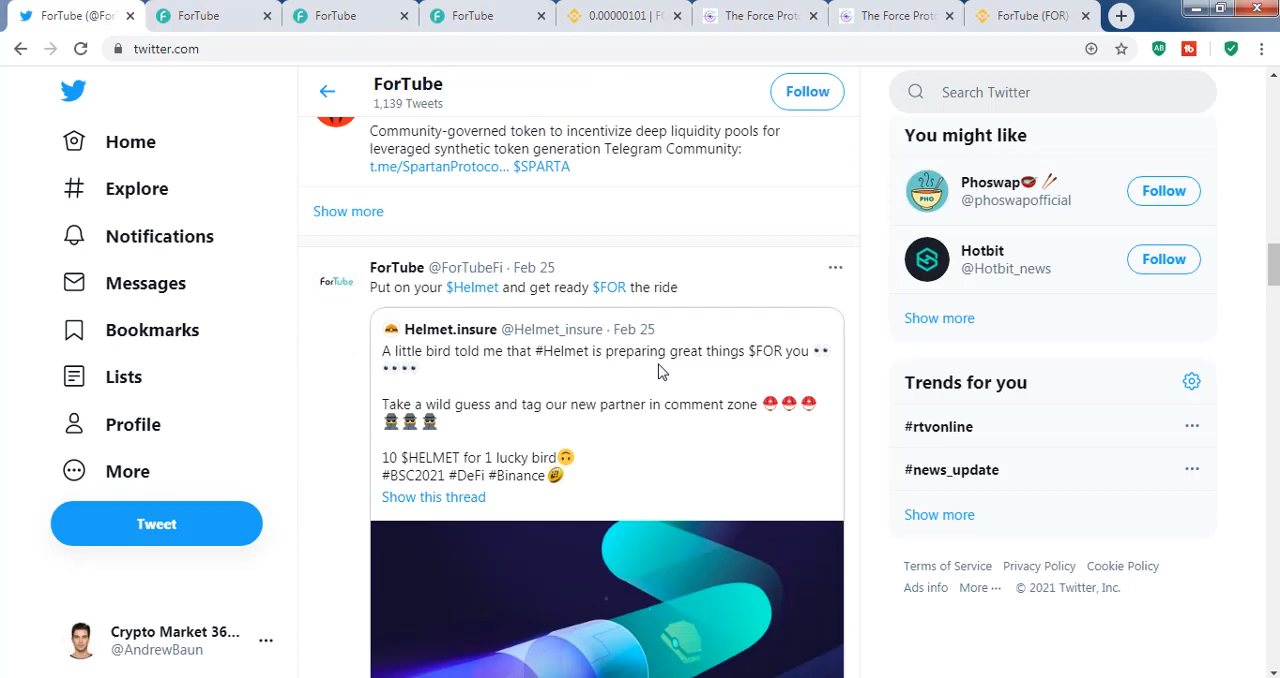 Twitter (@For
ForTube
ForTube
ForTube
0.00000101 | F
The Force Prot
The Force Prot
ForTube (FOR)
twitter.com
AB
ForTube
1,139 Tweets
Follow
Search Twitter
Home
Explore
Notifications
Messages
Bookmarks
Lists
Profile
More
Tweet
Crypto Market 36...
@AndrewBaun
Community-governed token to incentivize deep liquidity pools for
leveraged synthetic token generation Telegram Community:
t.me/SpartanProtoco... $SPARTA
Show more
ForTube
ForTube @ForTubeFi · Feb 25
Put on your $Helmet and get ready $FOR the ride
Helmet.insure @Helmet_insure · Feb 25
A little bird told me that #Helmet is preparing great things $FOR you 👀
👀👀
Take a wild guess and tag our new partner in comment zone ⛑⛑⛑
🕵🕵🕵
10 $HELMET for 1 lucky bird🙃
#BSC2021 #DeFi #Binance
Show this thread
You might like
PHO
Phoswap
@phoswapofficial
Follow
Hotbit
@Hotbit_news
Follow
Show more
Trends for you
#rtvonline
#news_update
Show more
Terms of Service Privacy Policy Cookie Policy
Ads info More ··· © 2021 Twitter, Inc.